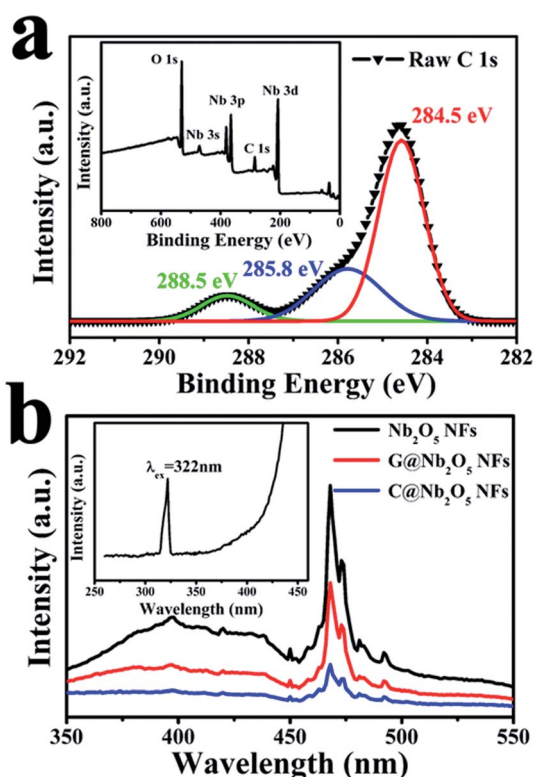 a
Raw C 1s
O 1s
Nb 3p
Nb 3d
Nb 3s
C 1s
Intensity (a.u.)
800 600 400 200 0
Binding Energy (eV)
284.5 eV
285.8 eV
288.5 eV
Intensity (a.u.)
292 290 288 286 284 282
Binding Energy (eV)
b
Nb₂O₅ NFs
G@Nb₂O₅ NFs
C@Nb₂O₅ NFs
λex=322nm
Intensity (a.u.)
250 300 350 400 450
Wavelength (nm)
Intensity (a.u.)
350 400 450 500 550
Wavelength (nm)